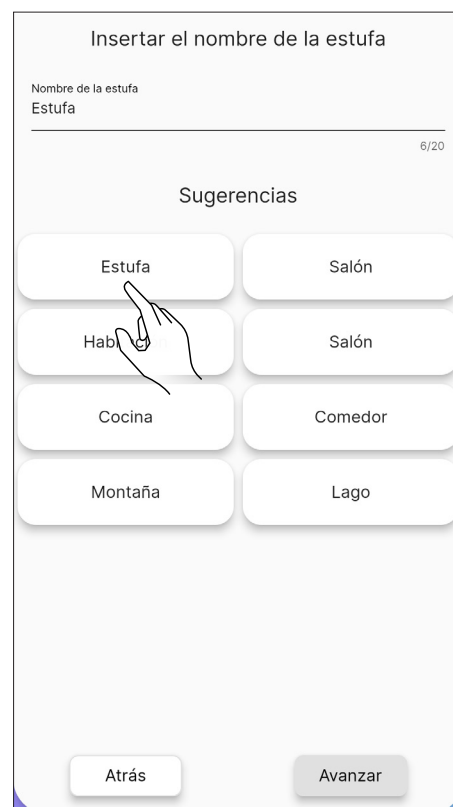 Insertar el nombre de la estufa
Nombre de la estufa
Estufa
6/20
Sugerencias
Estufa
Salón
Salón
Cocina
Comedor
Montaña
Lago
Atrás
Avanzar